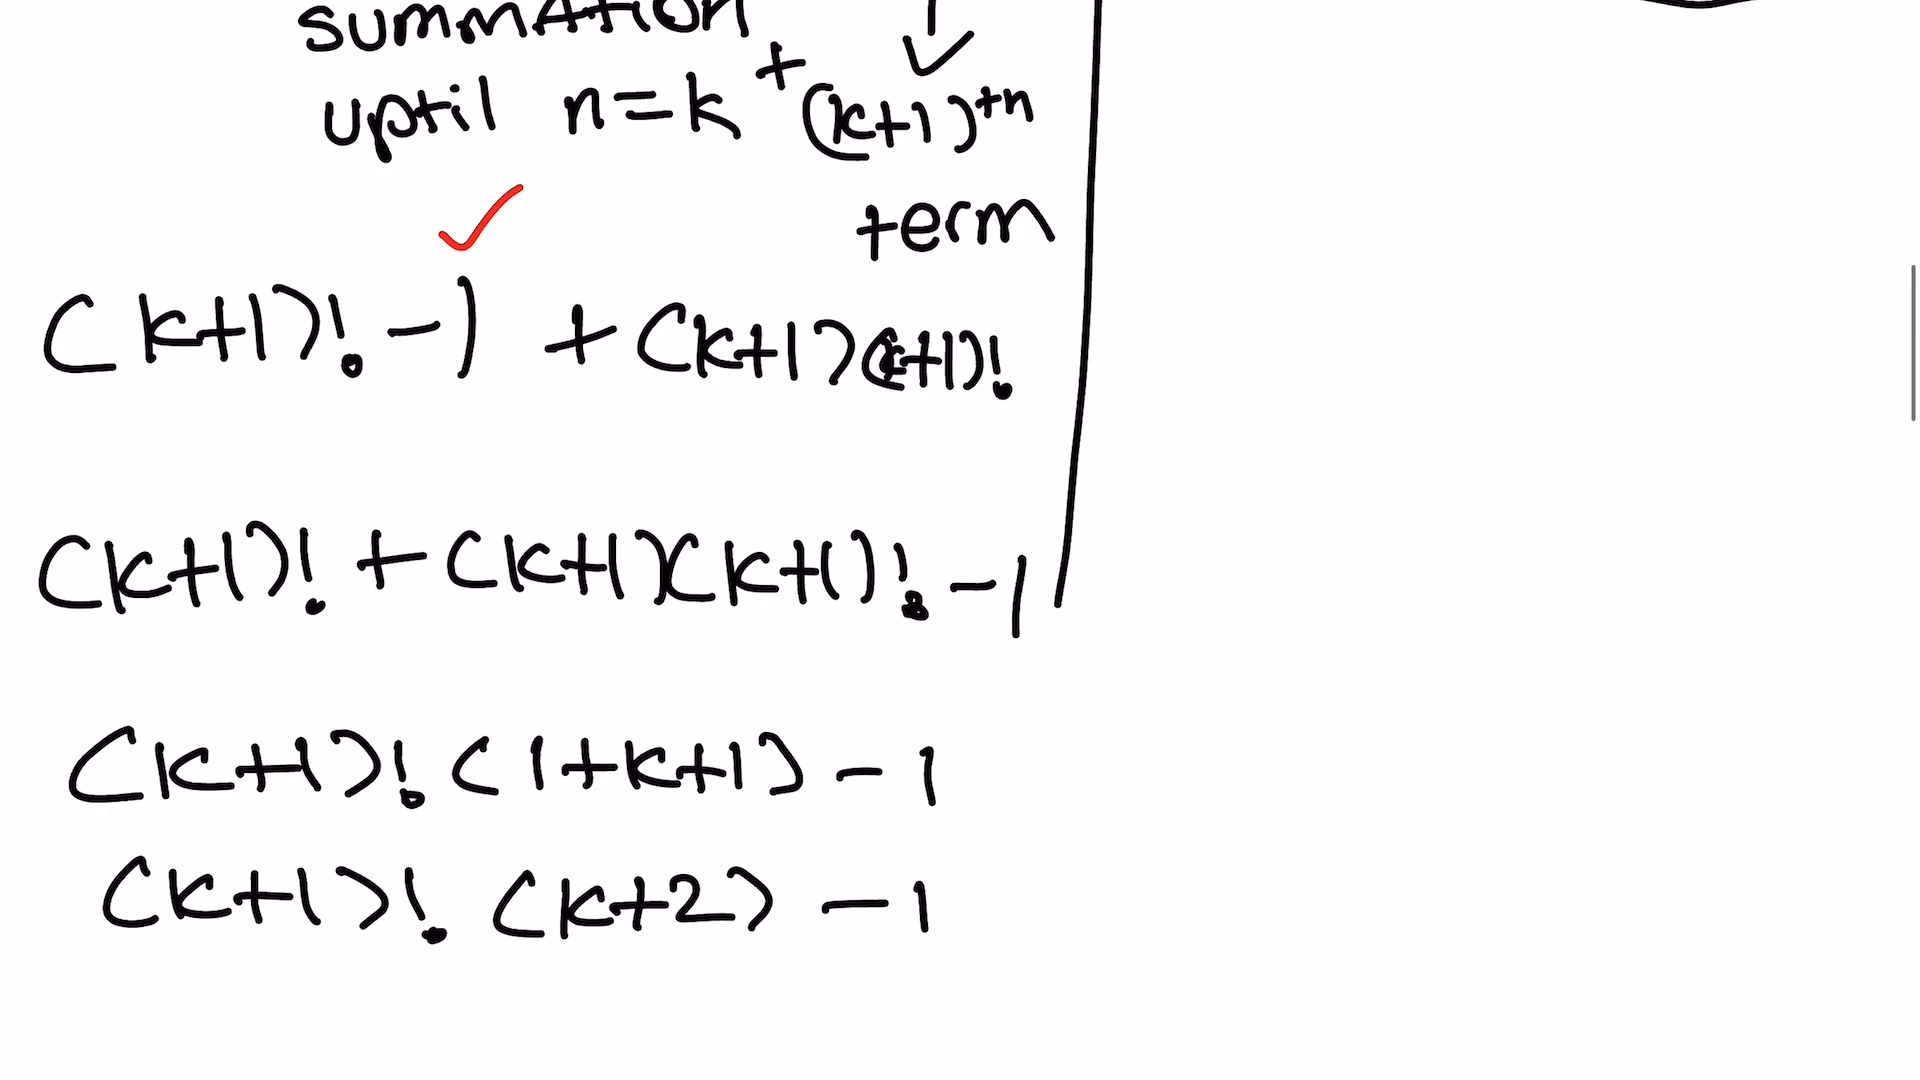 summation
uptil n=k + (k+1)th
term
(k+1)! -1 + (k+1)(k+1)!
(k+1)! + (k+1)(k+1)! -1
(k+1)! (1+k+1) - 1
(k+1)! (k+2) - 1